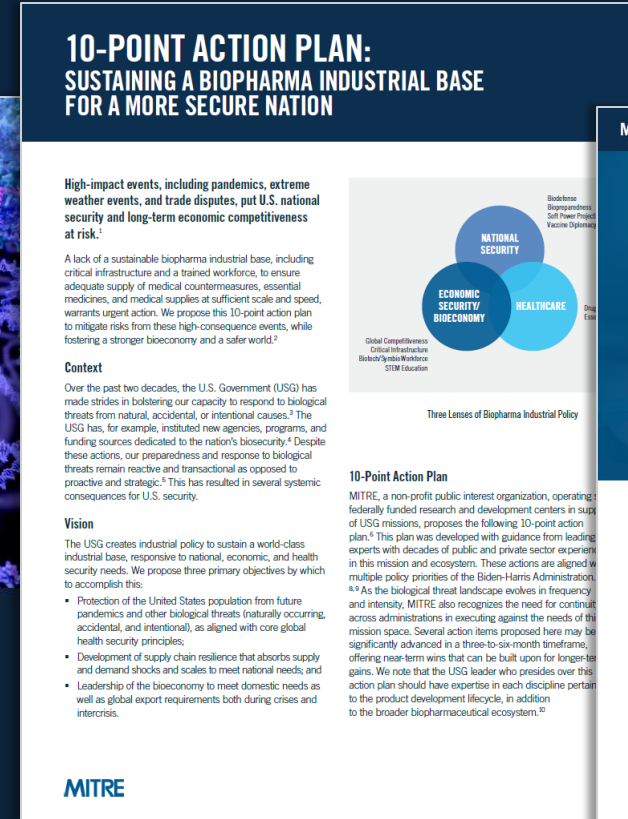 10-POINT ACTION PLAN:
SUSTAINING A BIOPHARMA INDUSTRIAL BASE
FOR A MORE SECURE NATION
High-impact events, including pandemics, extreme
weather events, and trade disputes, put U.S. national
security and long-term economic competitiveness
at risk.¹
A lack of a sustainable biopharma industrial base, including
critical infrastructure and a trained workforce, to ensure
adequate supply of medical countermeasures, essential
medicines, and medical supplies at sufficient scale and speed,
warrants urgent action. We propose this 10-point action plan
to mitigate risks from these high-consequence events, while
fostering a stronger bioeconomy and a safer world.²
Context
Over the past two decades, the U.S. Government (USG) has
made strides in bolstering our capacity to respond to biological
threats from natural, accidental, or intentional causes.³ The
USG has, for example, instituted new agencies, programs, and
funding sources dedicated to the nation's biosecurity.⁴ Despite
these actions, our preparedness and response to biological
threats remain reactive and transactional as opposed to
proactive and strategic.⁵ This has resulted in several systemic
consequences for U.S. security.
Vision
The USG creates industrial policy to sustain a world-class
industrial base, responsive to national, economic, and health
security needs. We propose three primary objectives by which
to accomplish this:
▪ Protection of the United States population from future
pandemics and other biological threats (naturally occurring,
accidental, and intentional), as aligned with core global
health security principles;
▪ Development of supply chain resilience that absorbs supply
and demand shocks and scales to meet national needs; and
▪ Leadership of the bioeconomy to meet domestic needs as
well as global export requirements both during crises and
intercrisis.
MITRE
Biodefense
Biopreparedness
Soft Power Project
Vaccine Diplomacy
NATIONAL
SECURITY
ECONOMIC
SECURITY/
BIOECONOMY
HEALTHCARE
Drug
Esse
Global Competitiveness
Critical Infrastructure
Biotech/Symbio Workforce
STEM Education
Three Lenses of Biopharma Industrial Policy
10-Point Action Plan
MITRE, a non-profit public interest organization, operating s
federally funded research and development centers in supp
of USG missions, proposes the following 10-point action
plan.⁶ This plan was developed with guidance from leading
experts with decades of public and private sector experienc
in this mission and ecosystem. These actions are aligned w
multiple policy priorities of the Biden-Harris Administration.
⁸,⁹ As the biological threat landscape evolves in frequency
and intensity, MITRE also recognizes the need for continuit
across administrations in executing against the needs of thi
mission space. Several action items proposed here may be
significantly advanced in a three-to-six-month timeframe,
offering near-term wins that can be built upon for longer-ter
gains. We note that the USG leader who presides over this
action plan should have expertise in each discipline pertain
to the product development lifecycle, in addition
to the broader biopharmaceutical ecosystem.¹⁰
M